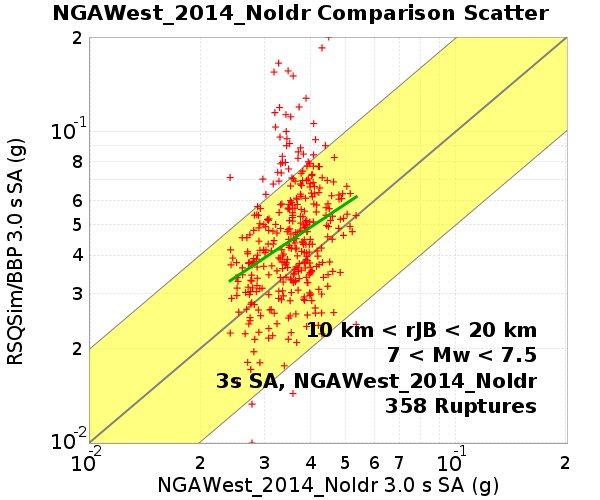 NGAWest_2014_NoIdr Comparison Scatter
RSQSim/BBP 3.0 s SA (g)
2
10-1
8
6
5
4
3
2
10-2
10 km < rJB < 20 km
7 < Mw < 7.5
3s SA, NGAWest_2014_NoIdr
358 Ruptures
10-2 2 3 4 5 6 7 10-1 2
NGAWest_2014_NoIdr 3.0 s SA (g)